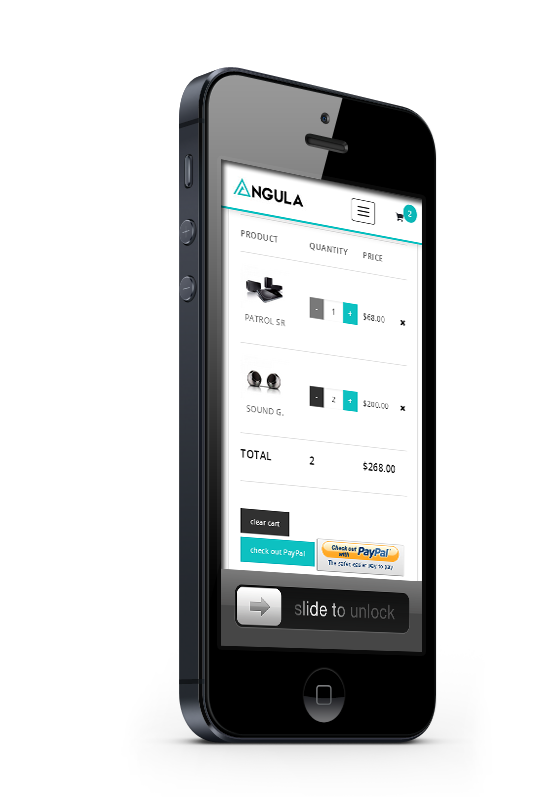 NGULA
2
PRODUCT QUANTITY PRICE
- 1 + $68.00 x
PATROL SR
- 2 + $200.00 x
SOUND G.
TOTAL 2 $268.00
clear cart
check out PayPal
Check out
with PayPal
The safer, easier way to pay
slide to unlock